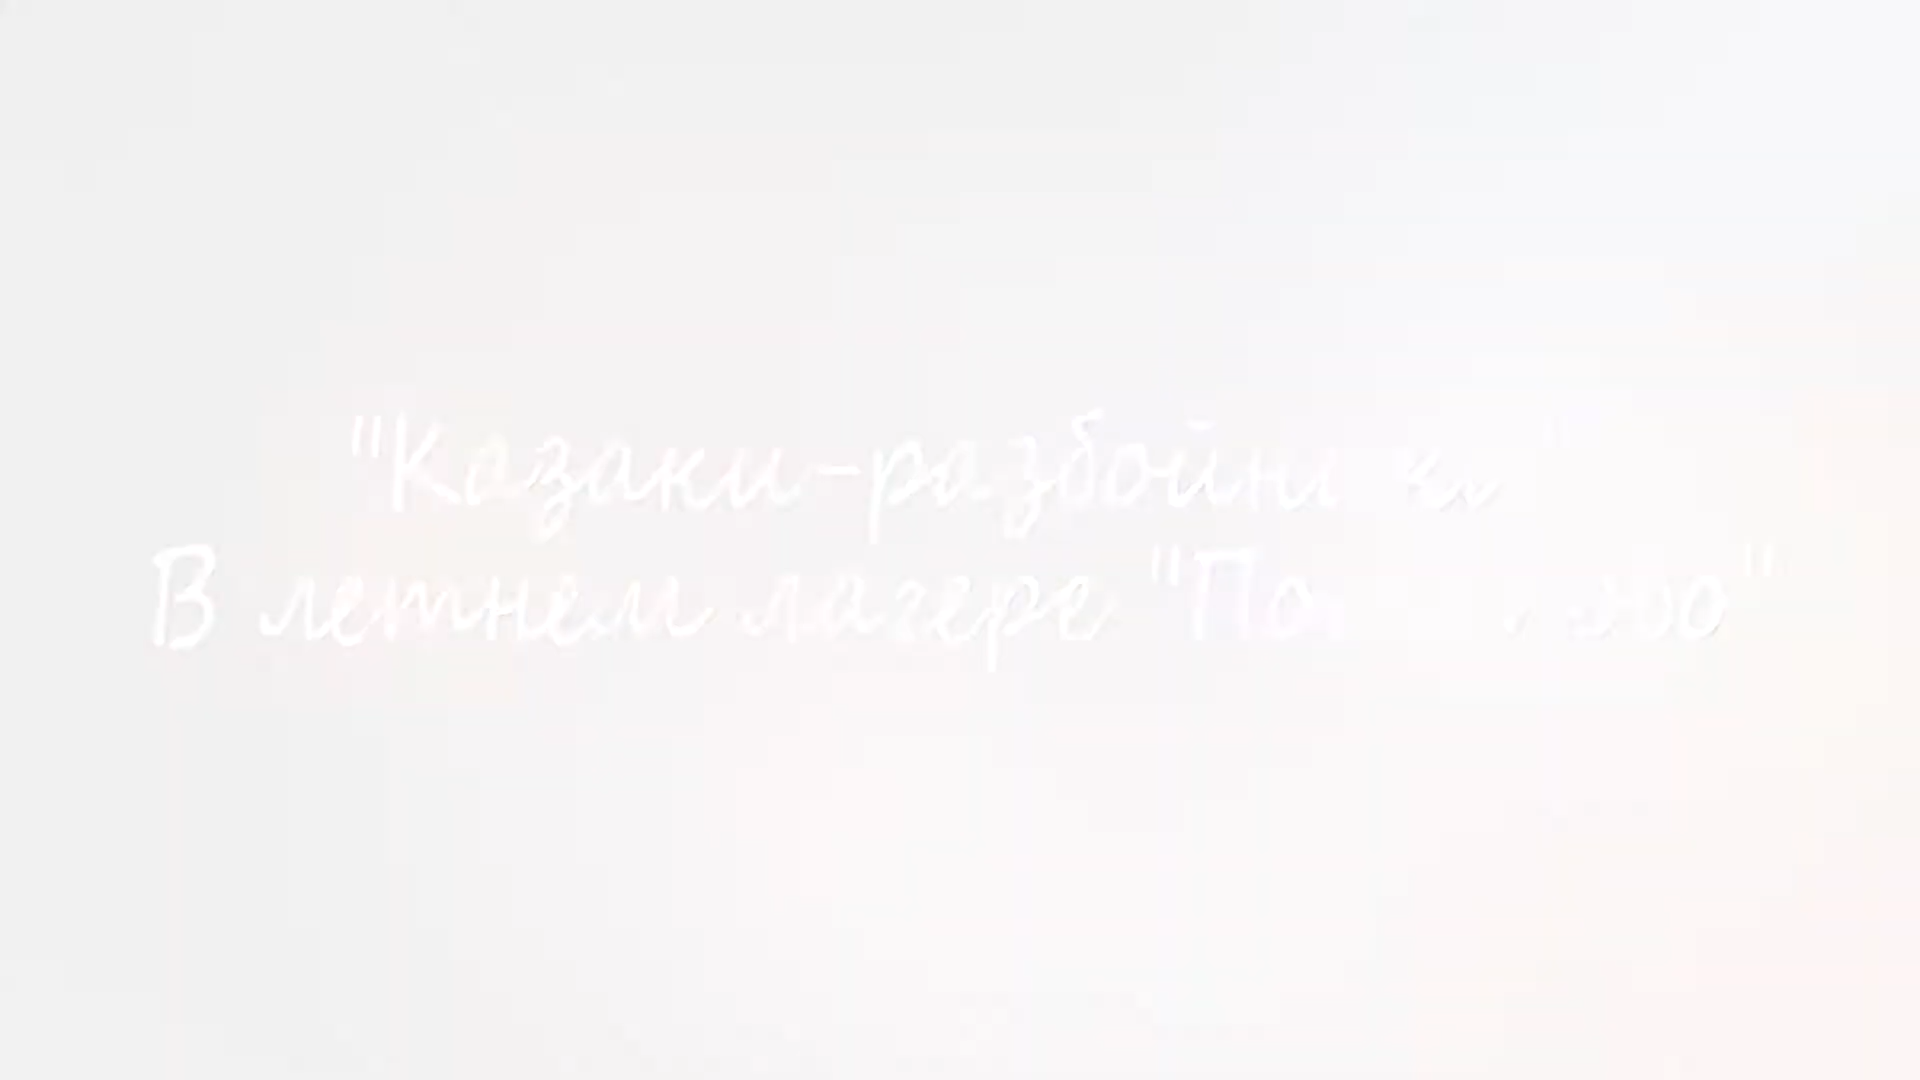 "Казаки-разбойники"
В летнем лагере